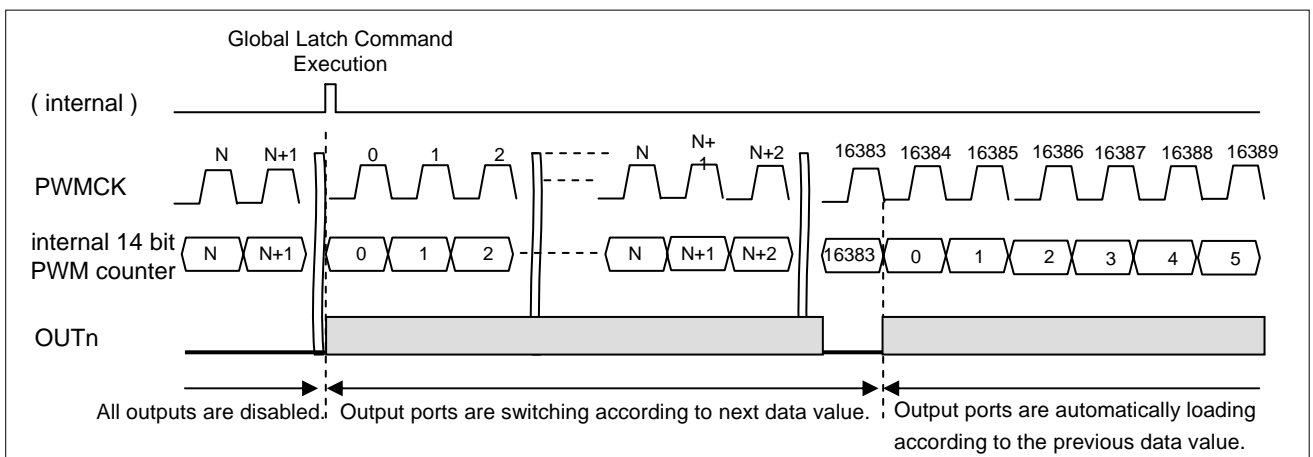 Global Latch Command
Execution
( internal )
N N+1 0 1 2 N N+ 1 N+2 16383 16384 16385 16386 16387 16388 16389
PWMCK
internal 14 bit
PWM counter
N N+1 0 1 2 N N+1 N+2 16383 0 1 2 3 4 5
OUTn
All outputs are disabled. Output ports are switching according to next data value. Output ports are automatically loading
according to the previous data value.